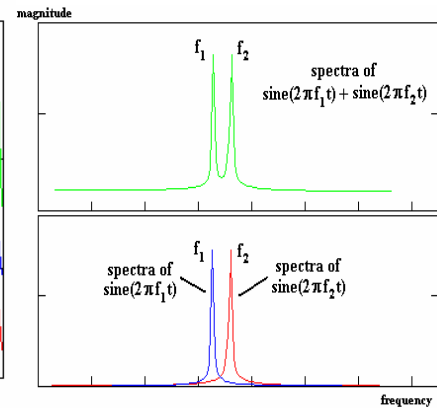 magnitude
f₁ f₂
spectra of
sine(2πf₁t) + sine(2πf₂t)
f₁ f₂
spectra of
sine(2πf₁t)
spectra of
sine(2πf₂t)
frequency